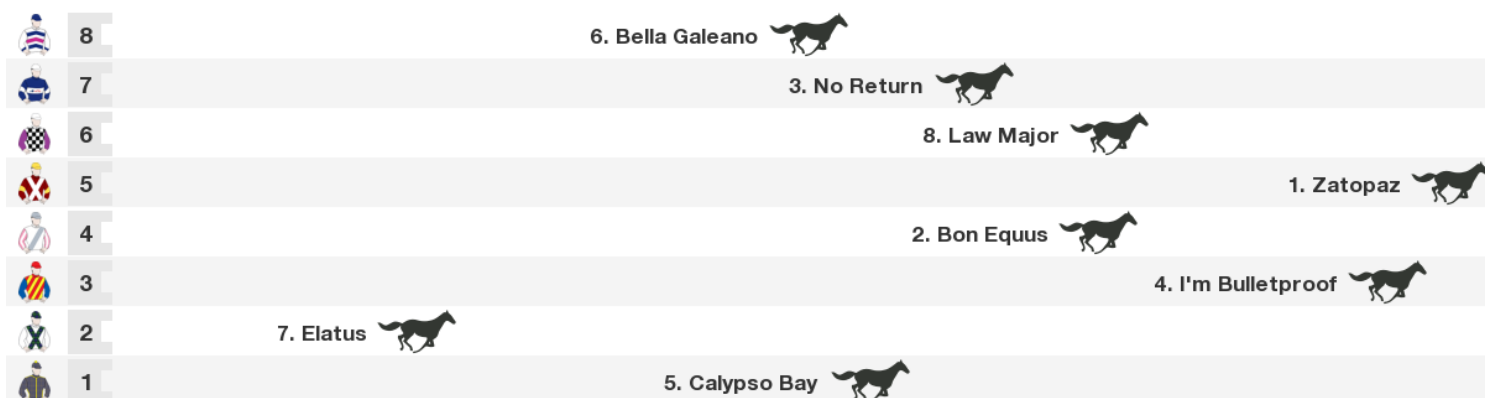 8 6. Bella Galeano
7 3. No Return
6 8. Law Major
5 1. Zatopaz
4 2. Bon Equus
3 4. I'm Bulletproof
2 7. Elatus
1 5. Calypso Bay